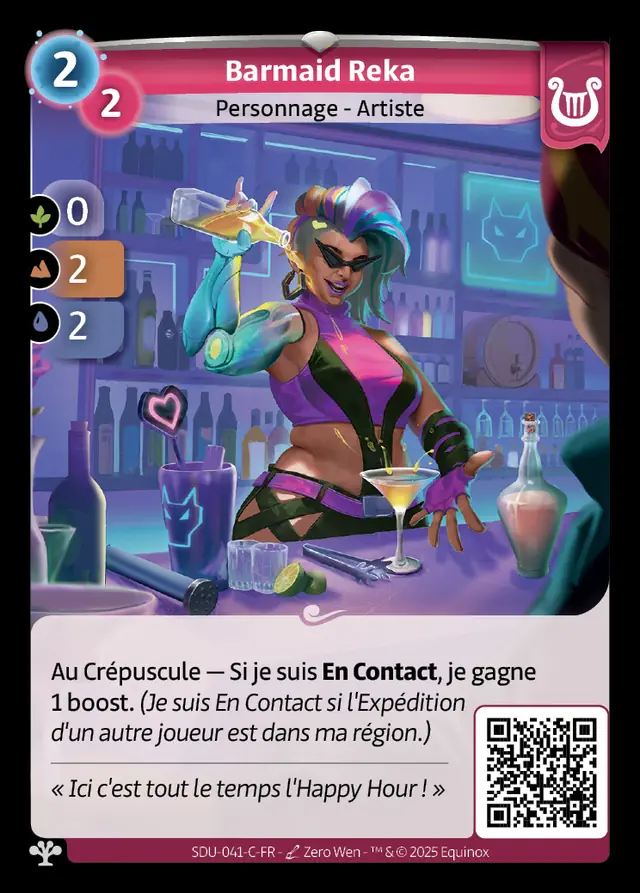 2
Barmaid Reka
2
Personnage - Artiste
0
2
2
Au Crépuscule — Si je suis En Contact, je gagne
1 boost. (Je suis En Contact si l'Expédition
d'un autre joueur est dans ma région.)
« Ici c'est tout le temps l'Happy Hour ! »
SDU-041-C-FR - Zero Wen - ™ & © 2025 Equinox